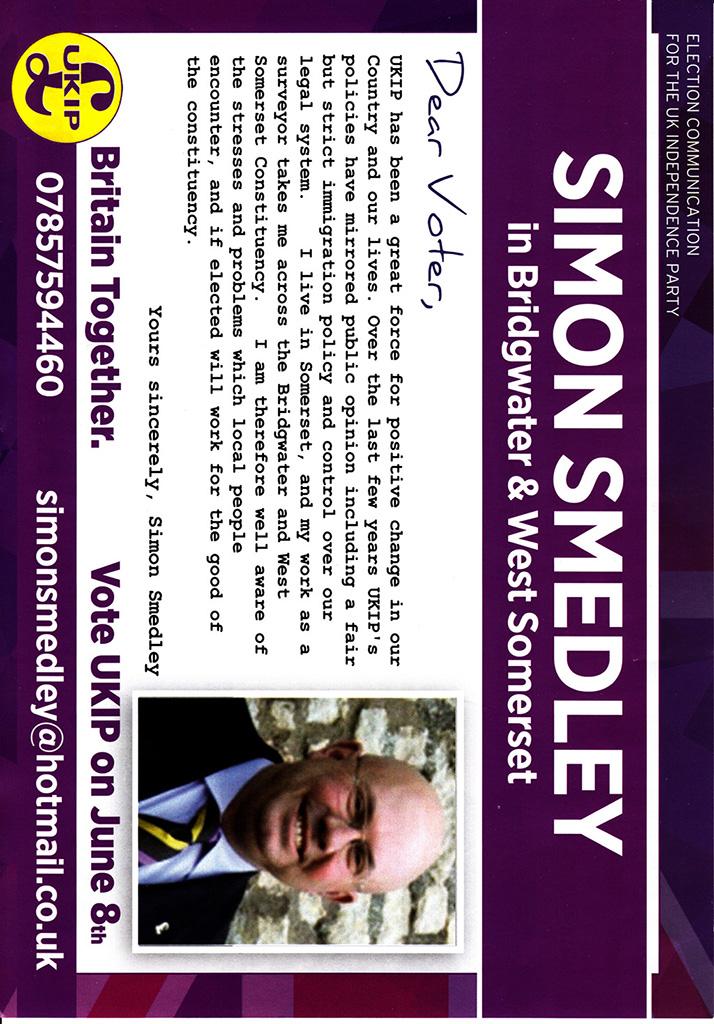 ELECTION COMMUNICATION
FOR THE UK INDEPENDENCE PARTY
SIMON SMEDLEY
in Bridgwater & West Somerset
Dear Voter,
UKIP has been a great force for positive change in our
Country and our lives. Over the last few years UKIP's
policies have mirrored public opinion including a fair
but strict immigration policy and control over our
legal system. I live in Somerset, and my work as a
surveyor takes me across the Bridgwater and West
Somerset Constituency. I am therefore well aware of
the stresses and problems which local people
encounter, and if elected will work for the good of
the constituency.
Yours sincerely, Simon Smedley
£
UKIP
Britain Together. Vote UKIP on June 8th
07857594460 simonsmedley@hotmail.co.uk